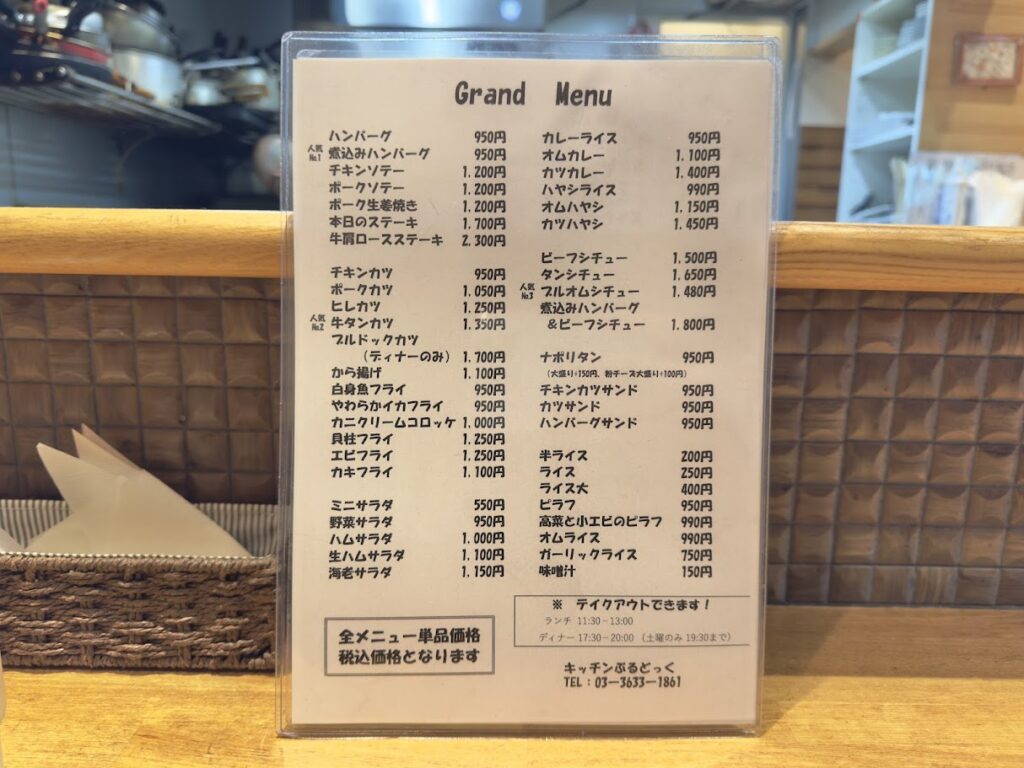 Grand Menu
ハンバーグ 950円
人気№1 煮込みハンバーグ 950円
チキンソテー 1.200円
ポークソテー 1.200円
ポーク生姜焼き 1.200円
本日のステーキ 1.700円
牛肩ロースステーキ 2.300円
チキンカツ 950円
ポークカツ 1.050円
ヒレカツ 1.250円
人気№2 牛タンカツ 1.350円
ブルドックカツ
(ディナーのみ) 1.700円
から揚げ 1.100円
白身魚フライ 950円
やわらかイカフライ 950円
カニクリームコロッケ 1.000円
貝柱フライ 1.250円
エビフライ 1.250円
カキフライ 1.100円
ミニサラダ 550円
野菜サラダ 950円
ハムサラダ 1.000円
生ハムサラダ 1.100円
海老サラダ 1.150円
全メニュー単品価格
税込価格となります
カレーライス 950円
オムカレー 1.100円
カツカレー 1.400円
ハヤシライス 990円
オムハヤシ 1.150円
カツハヤシ 1.450円
ビーフシチュー 1.500円
タンシチュー 1.650円
人気№3 ブルオムシチュー 1.480円
煮込みハンバーグ
&ビーフシチュー 1.800円
ナポリタン 950円
(大盛り+150円、粉チーズ大盛り+100円)
チキンカツサンド 950円
カツサンド 950円
ハンバーグサンド 950円
半ライス 200円
ライス 250円
ライス大 400円
ピラフ 950円
高菜と小エビのピラフ 990円
オムライス 990円
ガーリックライス 750円
味噌汁 150円
※ テイクアウトできます!
ランチ 11:30-13:00
ディナー 17:30-20:00 (土曜のみ 19:30まで)
キッチンぶるどっく
TEL:03-3633-1861